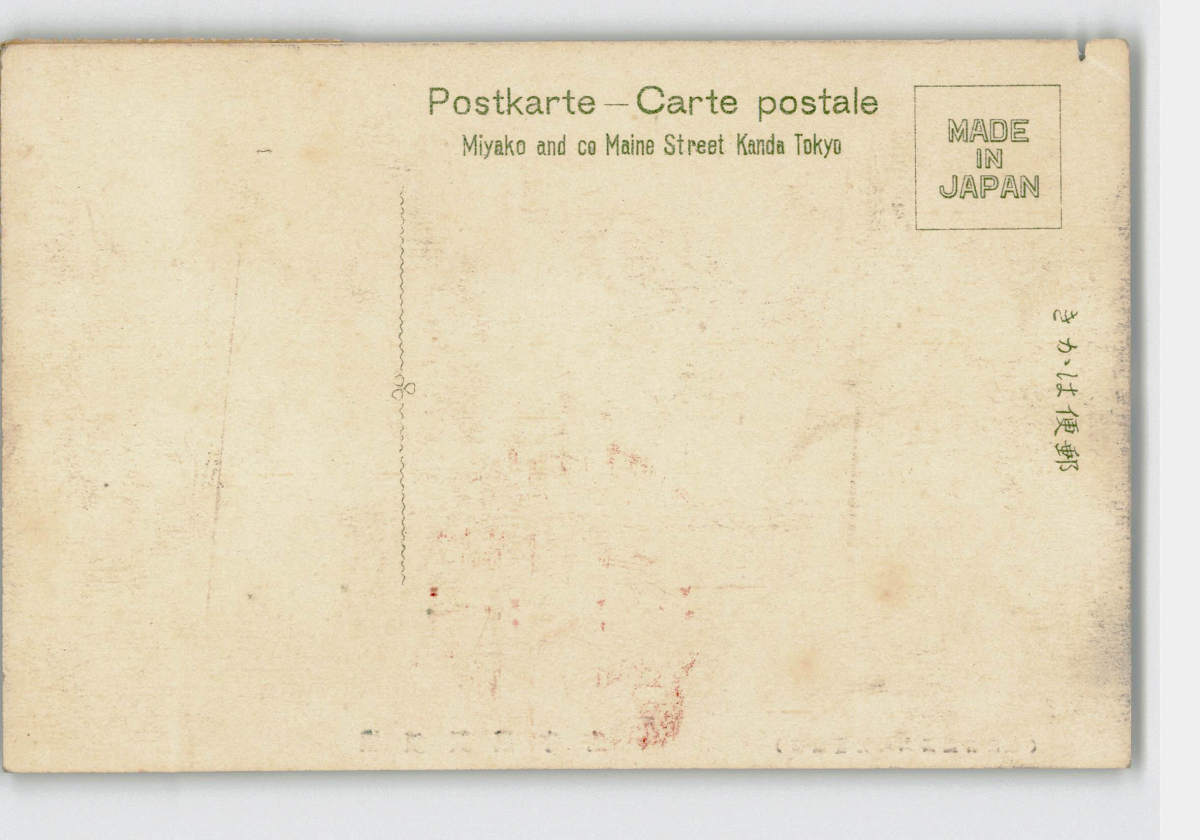 Postkarte — Carte postale
Miyako and co Maine Street Kanda Tokyo
MADE
IN
JAPAN
きかは便郵